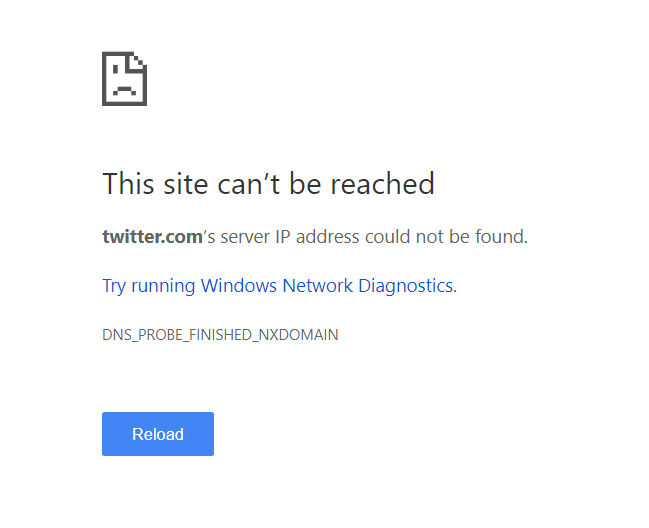 This site can’t be reached
twitter.com’s server IP address could not be found.
Try running Windows Network Diagnostics.
DNS_PROBE_FINISHED_NXDOMAIN
Reload